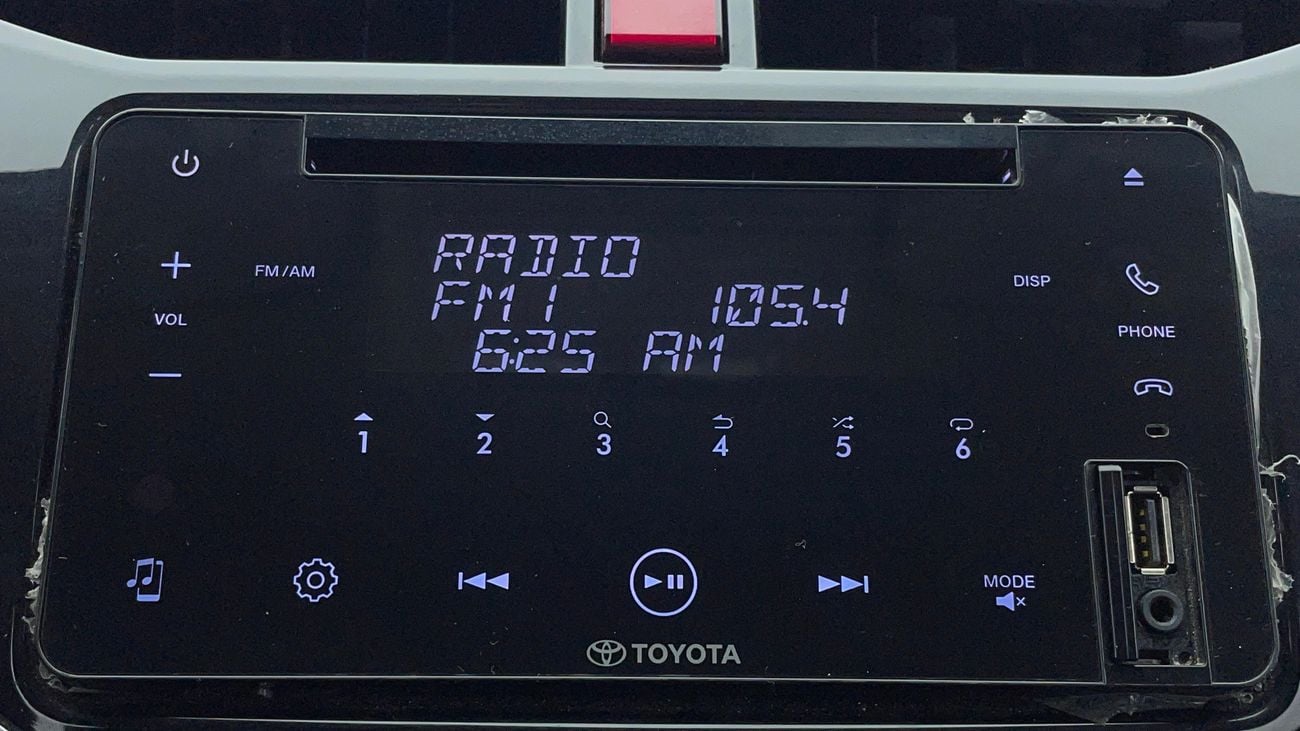 RADIO
FM/AM
DISP
FM1 105.4
VOL
PHONE
6:25 AM
1 2 3 4 5 6
MODE
TOYOTA